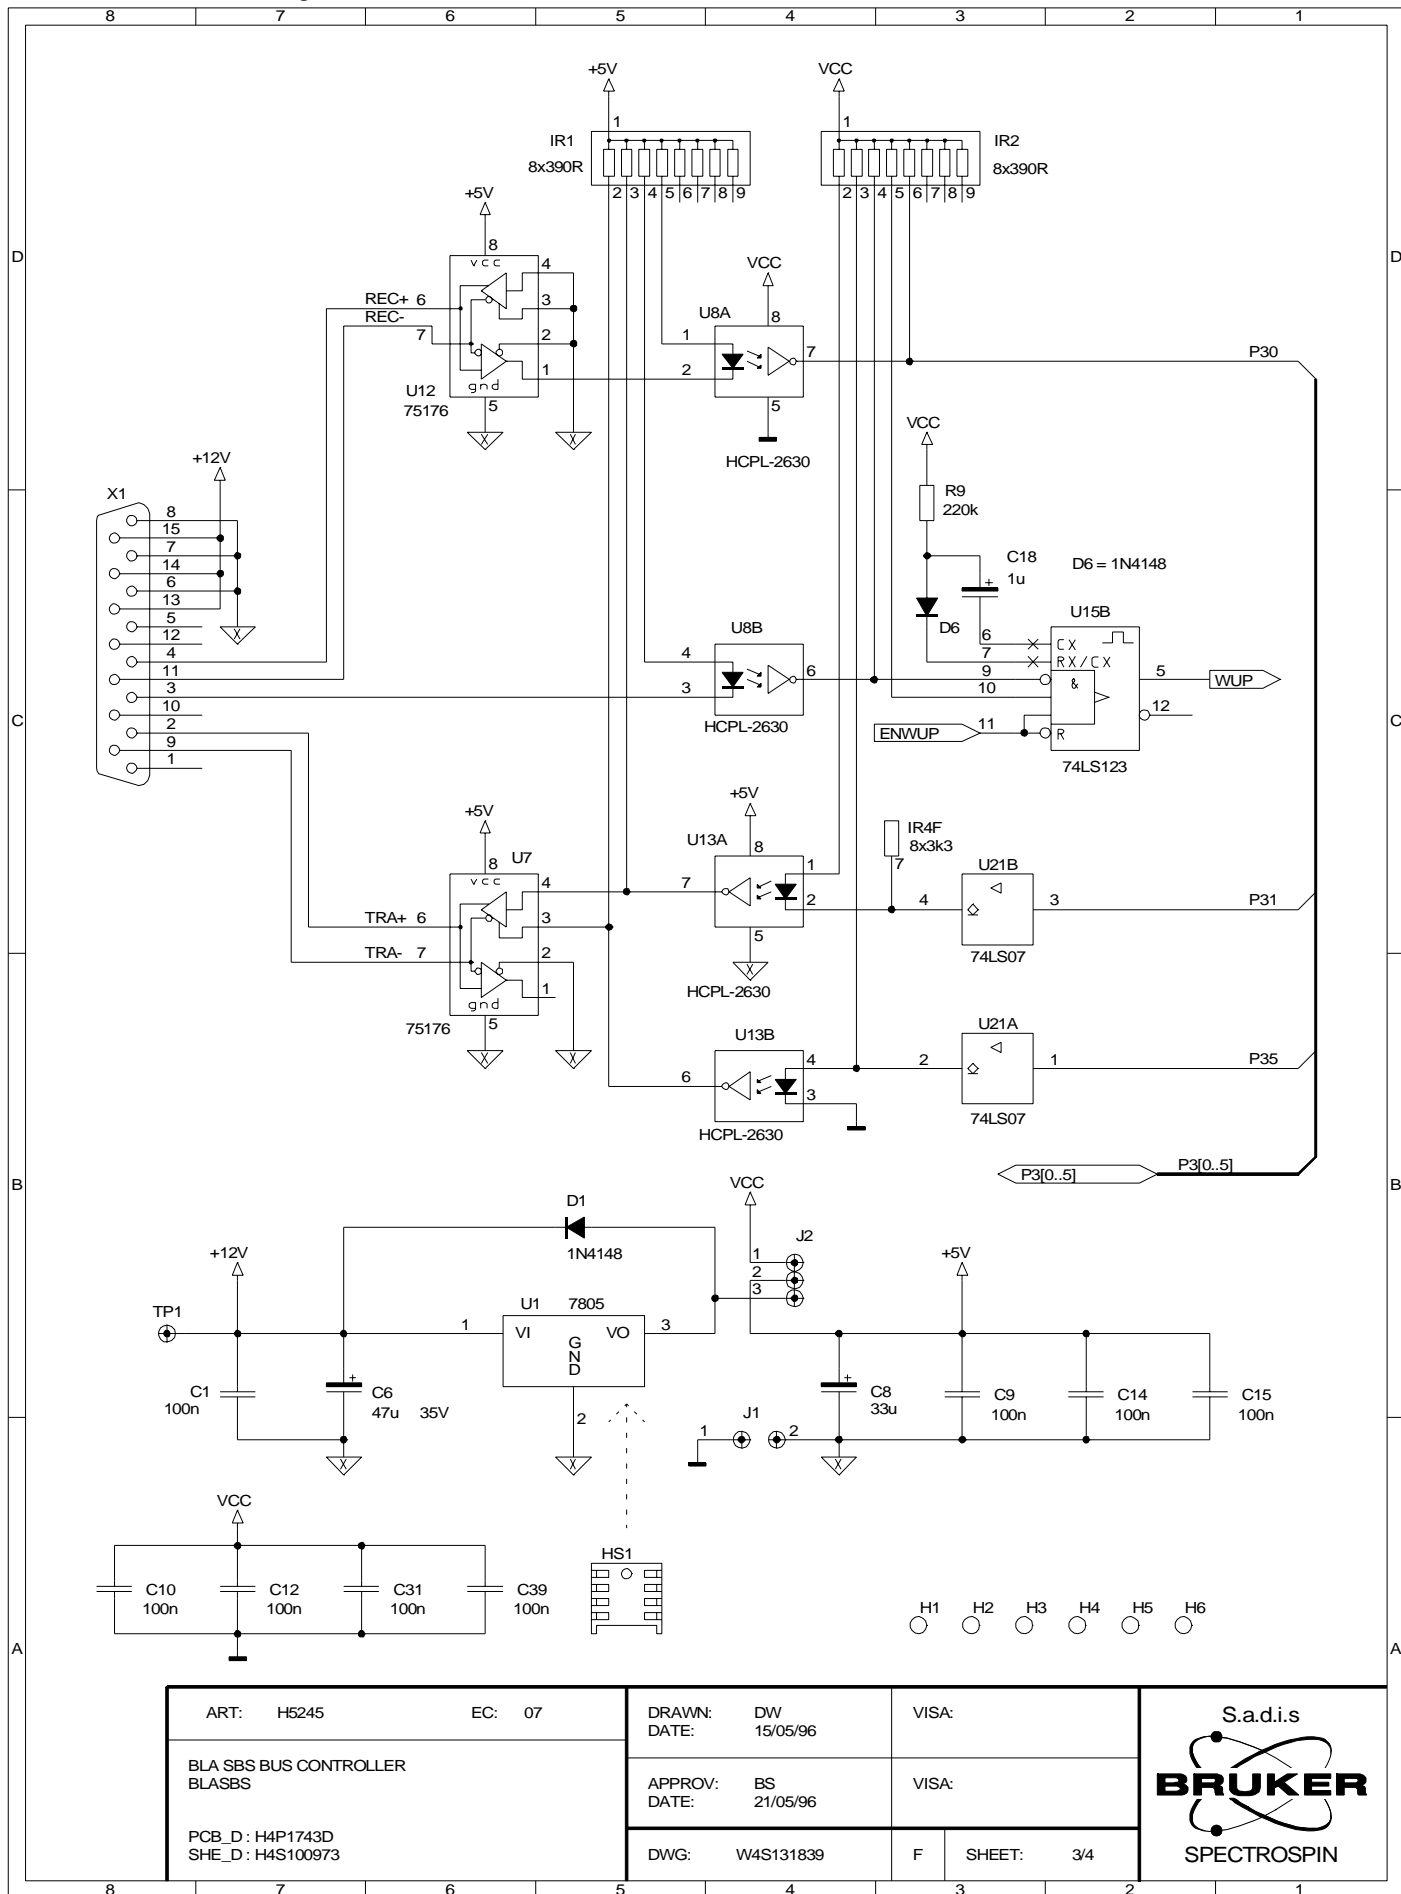 8 7 6 5 4 3 2 1
+5V VCC
1 1
IR1 IR2
8x390R 8x390R
2 3 4 5 6 7 8 9 2 3 4 5 6 7 8 9
+5V
8
D vcc 4 VCC D
REC+ 6 3
REC- U8A 8
7 2 1 7 P30
1 2
U12 gnd
75176 5 5
VCC
+12V HCPL-2630
X1 R9
8 220k
15
7 C18 D6 = 1N4148
14 1u
6
13 U15B
5 D6
12 U8B 6 CX
4 4 7 RX/CX
11 6 9 & 5 WUP
3 3 10
10 12
C 2 HCPL-2630 ENWUP 11 R C
9
1 74LS123
+5V
+5V U13A IR4F
8 U7 8 8x3k3
vcc 4 1 7 U21B
7 2 4 3 P31
TRA+ 6 3
5
TRA- 7 2 74LS07
1 HCPL-2630
gnd
75176 5 U13B U21A
4 2 1 P35
6
3
74LS07
HCPL-2630
B P3[0..5] P3[0..5] B
VCC
D1
J2
+12V 1N4148 1 +5V
2
3
TP1 U1 7805
1 VI VO 3
GND
C1 C6 C8 C9 C14 C15
100n 47u 35V 33u 100n 100n 100n
2 J1
1 2
VCC
HS1
C10 C12 C31 C39
100n 100n 100n 100n
H1 H2 H3 H4 H5 H6
A A
ART: H5245 EC: 07
BLA SBS BUS CONTROLLER
BLASBS
PCB_D : H4P1743D
SHE_D : H4S100973
DRAWN: DW VISA:
DATE: 15/05/96
APPROV: BS VISA:
DATE: 21/05/96
DWG: W4S131839 F SHEET: 3/4
S.a.d.i.s
BRUKER
SPECTROSPIN
8 7 6 5 4 3 2 1